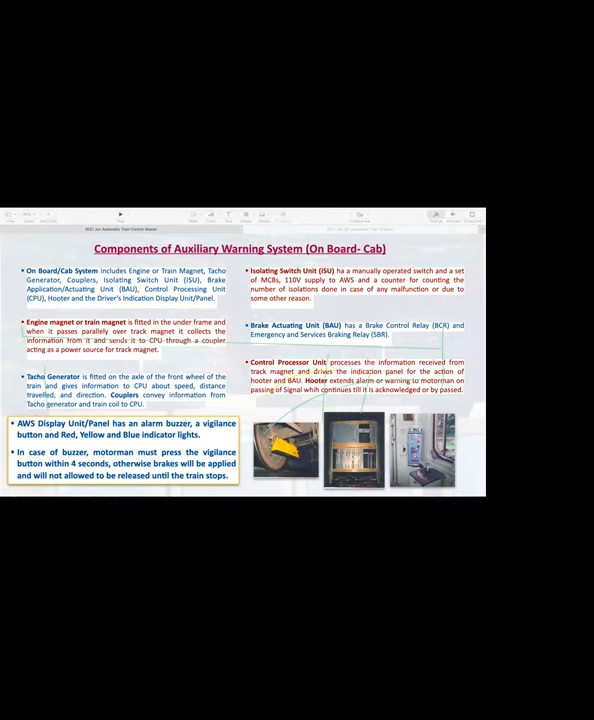 Play
2021 Jun Automatic Train Control Master
Components of Auxiliary Warning System (On Board- Cab)
• On Board/Cab System includes Engine or Train Magnet, Tacho
Generator, Couplers, Isolating Switch Unit (ISU), Brake
Application/Actuating Unit (BAU), Control Processing Unit
(CPU), Hooter and the Driver's Indication Display Unit/Panel.
• Engine magnet or train magnet is fitted in the under frame and
when it passes parallely over track magnet it collects the
information from it and sends it to CPU through a coupler
acting as a power source for track magnet.
• Tacho Generator is fitted on the axle of the front wheel of the
train and gives information to CPU about speed, distance
travelled, and direction. Couplers convey information from
Tacho generator and train coil to CPU.
• AWS Display Unit/Panel has an alarm buzzer, a vigilance
button and Red, Yellow and Blue indicator lights.
• In case of buzzer, motorman must press the vigilance
button within 4 seconds, otherwise brakes will be applied
and will not allowed to be released until the train stops.
• Isolating Switch Unit (ISU) ha a manually operated switch and a set
of MCBs, 110V supply to AWS and a counter for counting the
number of isolations done in case of any malfunction or due to
some other reason.
• Brake Actuating Unit (BAU) has a Brake Control Relay (BCR) and
Emergency and Services Braking Relay (SBR).
• Control Processor Unit processes the information received from
track magnet and drives the indication panel for the action of
hooter and BAU. Hooter extends alarm or warning to motorman on
passing of Signal whih continues till it is acknowledged or by passed.